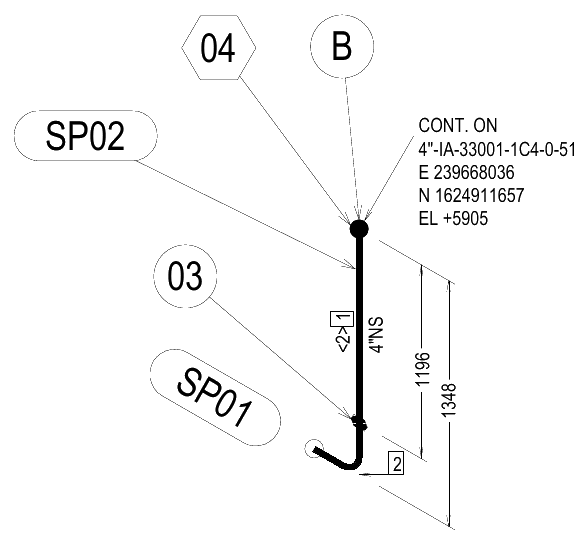 04
B
SP02
CONT. ON
4"-IA-33001-1C4-0-51
E 239668036
N 1624911657
EL +5905
03
<2> 1
4"NS
1196
1348
SP01
2